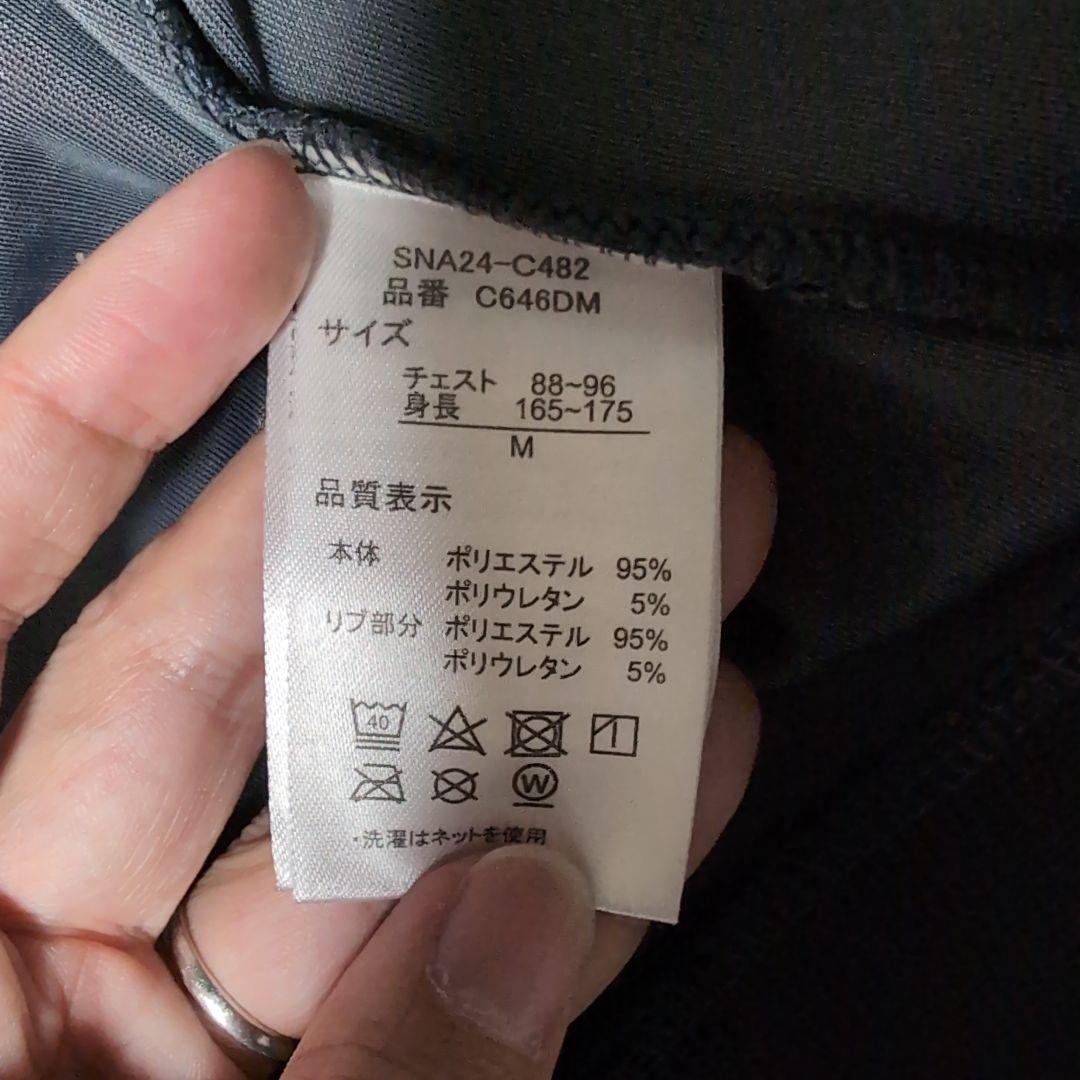 SNA24-C482
品番 C646DM
サイズ
チェスト 88~96
身長 165~175
M
品質表示
本体 ポリエステル 95%
ポリウレタン 5%
リブ部分 ポリエステル 95%
ポリウレタン 5%
40
W
・洗濯はネットを使用